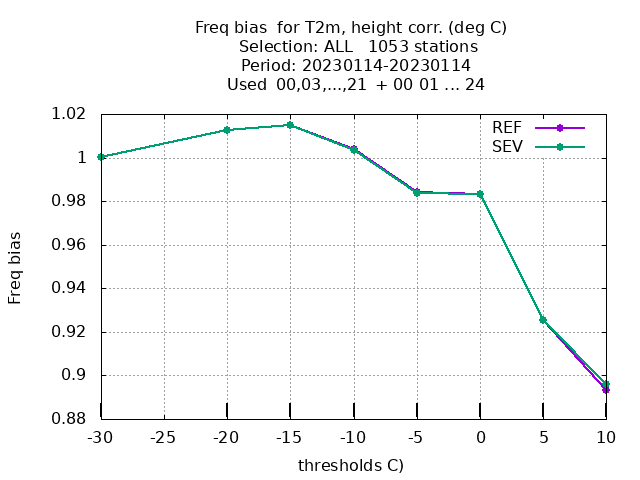 Freq bias  for T2m, height corr. (deg C)
Selection: ALL   1053 stations
Period: 20230114-20230114
Used  00,03,...,21  + 00 01 ... 24
1.02
1
0.98
0.96
0.94
0.92
0.9
0.88
Freq bias
REF
SEV
-30 -25 -20 -15 -10 -5 0 5 10
thresholds C)